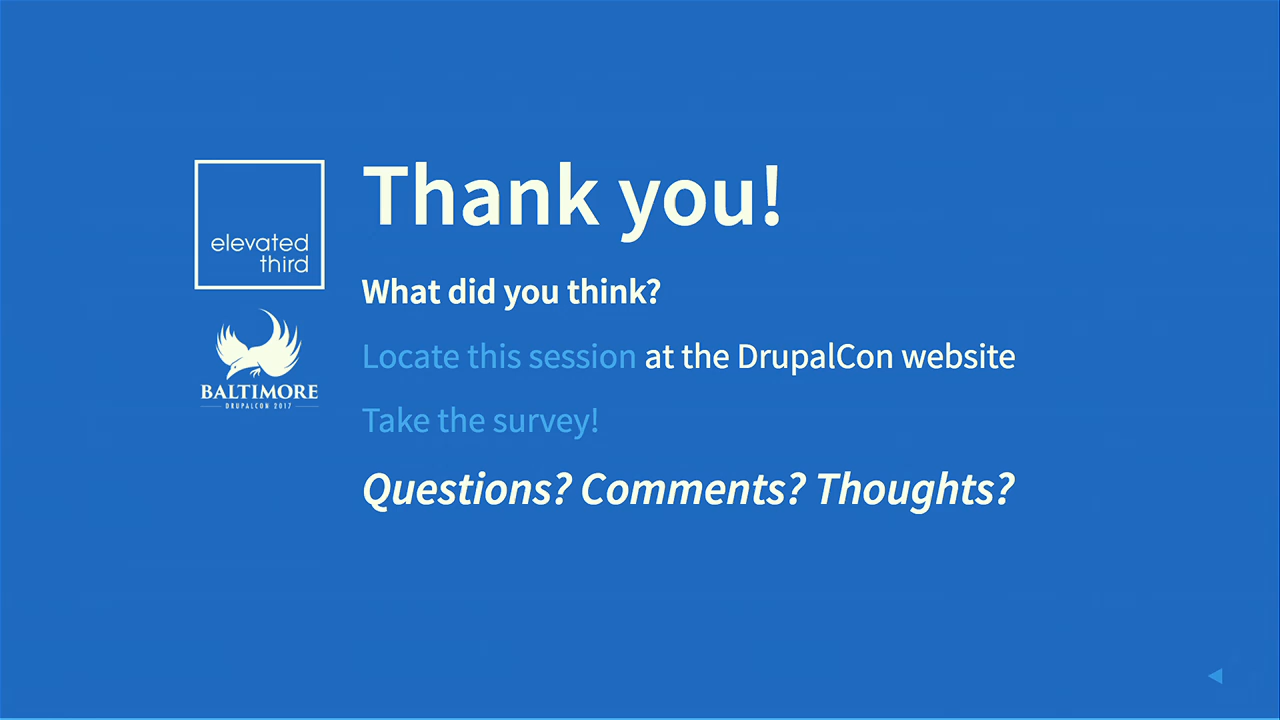 elevated
third
BALTIMORE
DRUPALCON 2017
Thank you!
What did you think?
Locate this session at the DrupalCon website
Take the survey!
Questions? Comments? Thoughts?